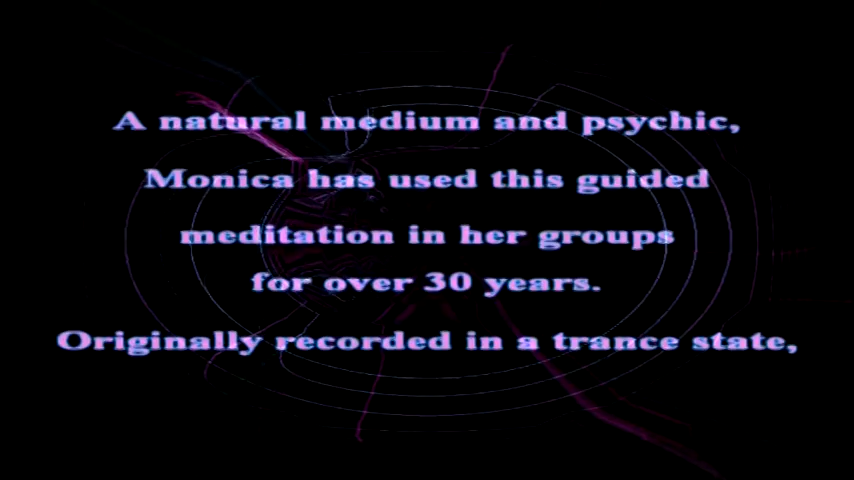 A natural medium and psychic,
Monica has used this guided
meditation in her groups
for over 30 years.
Originally recorded in a trance state,